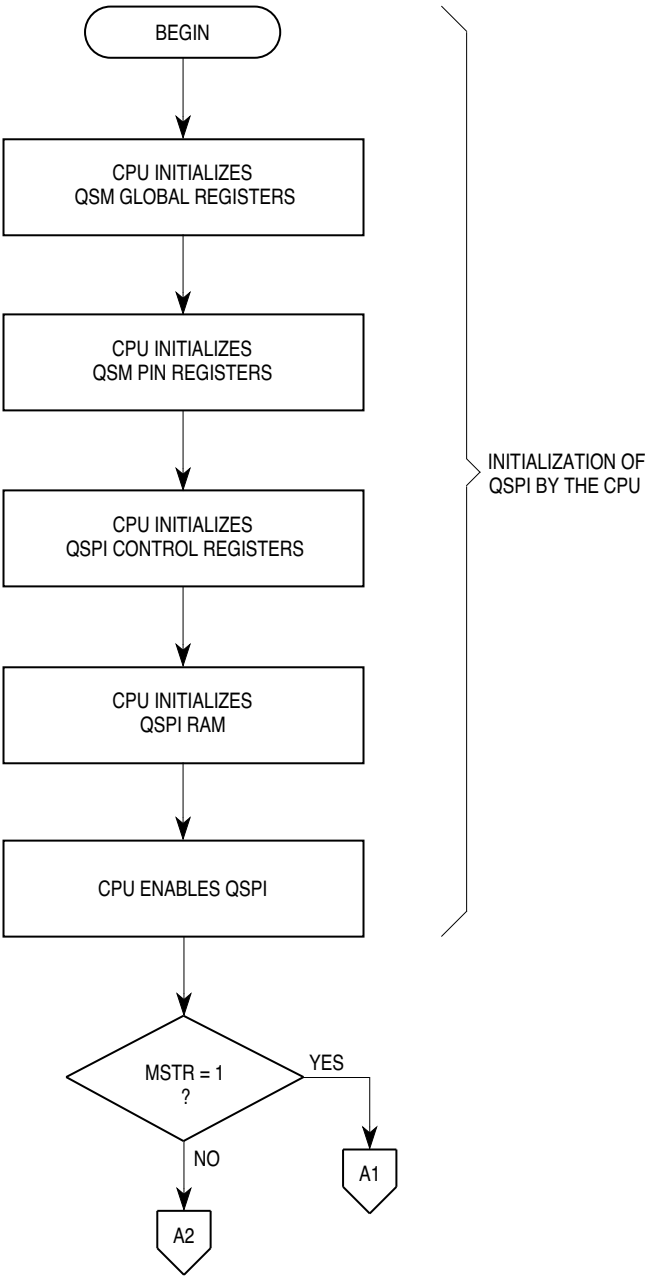 BEGIN
CPU INITIALIZES
QSM GLOBAL REGISTERS
CPU INITIALIZES
QSM PIN REGISTERS
INITIALIZATION OF
QSPI BY THE CPU
CPU INITIALIZES
QSPI CONTROL REGISTERS
CPU INITIALIZES
QSPI RAM
CPU ENABLES QSPI
MSTR = 1
?
YES
NO
A1
A2